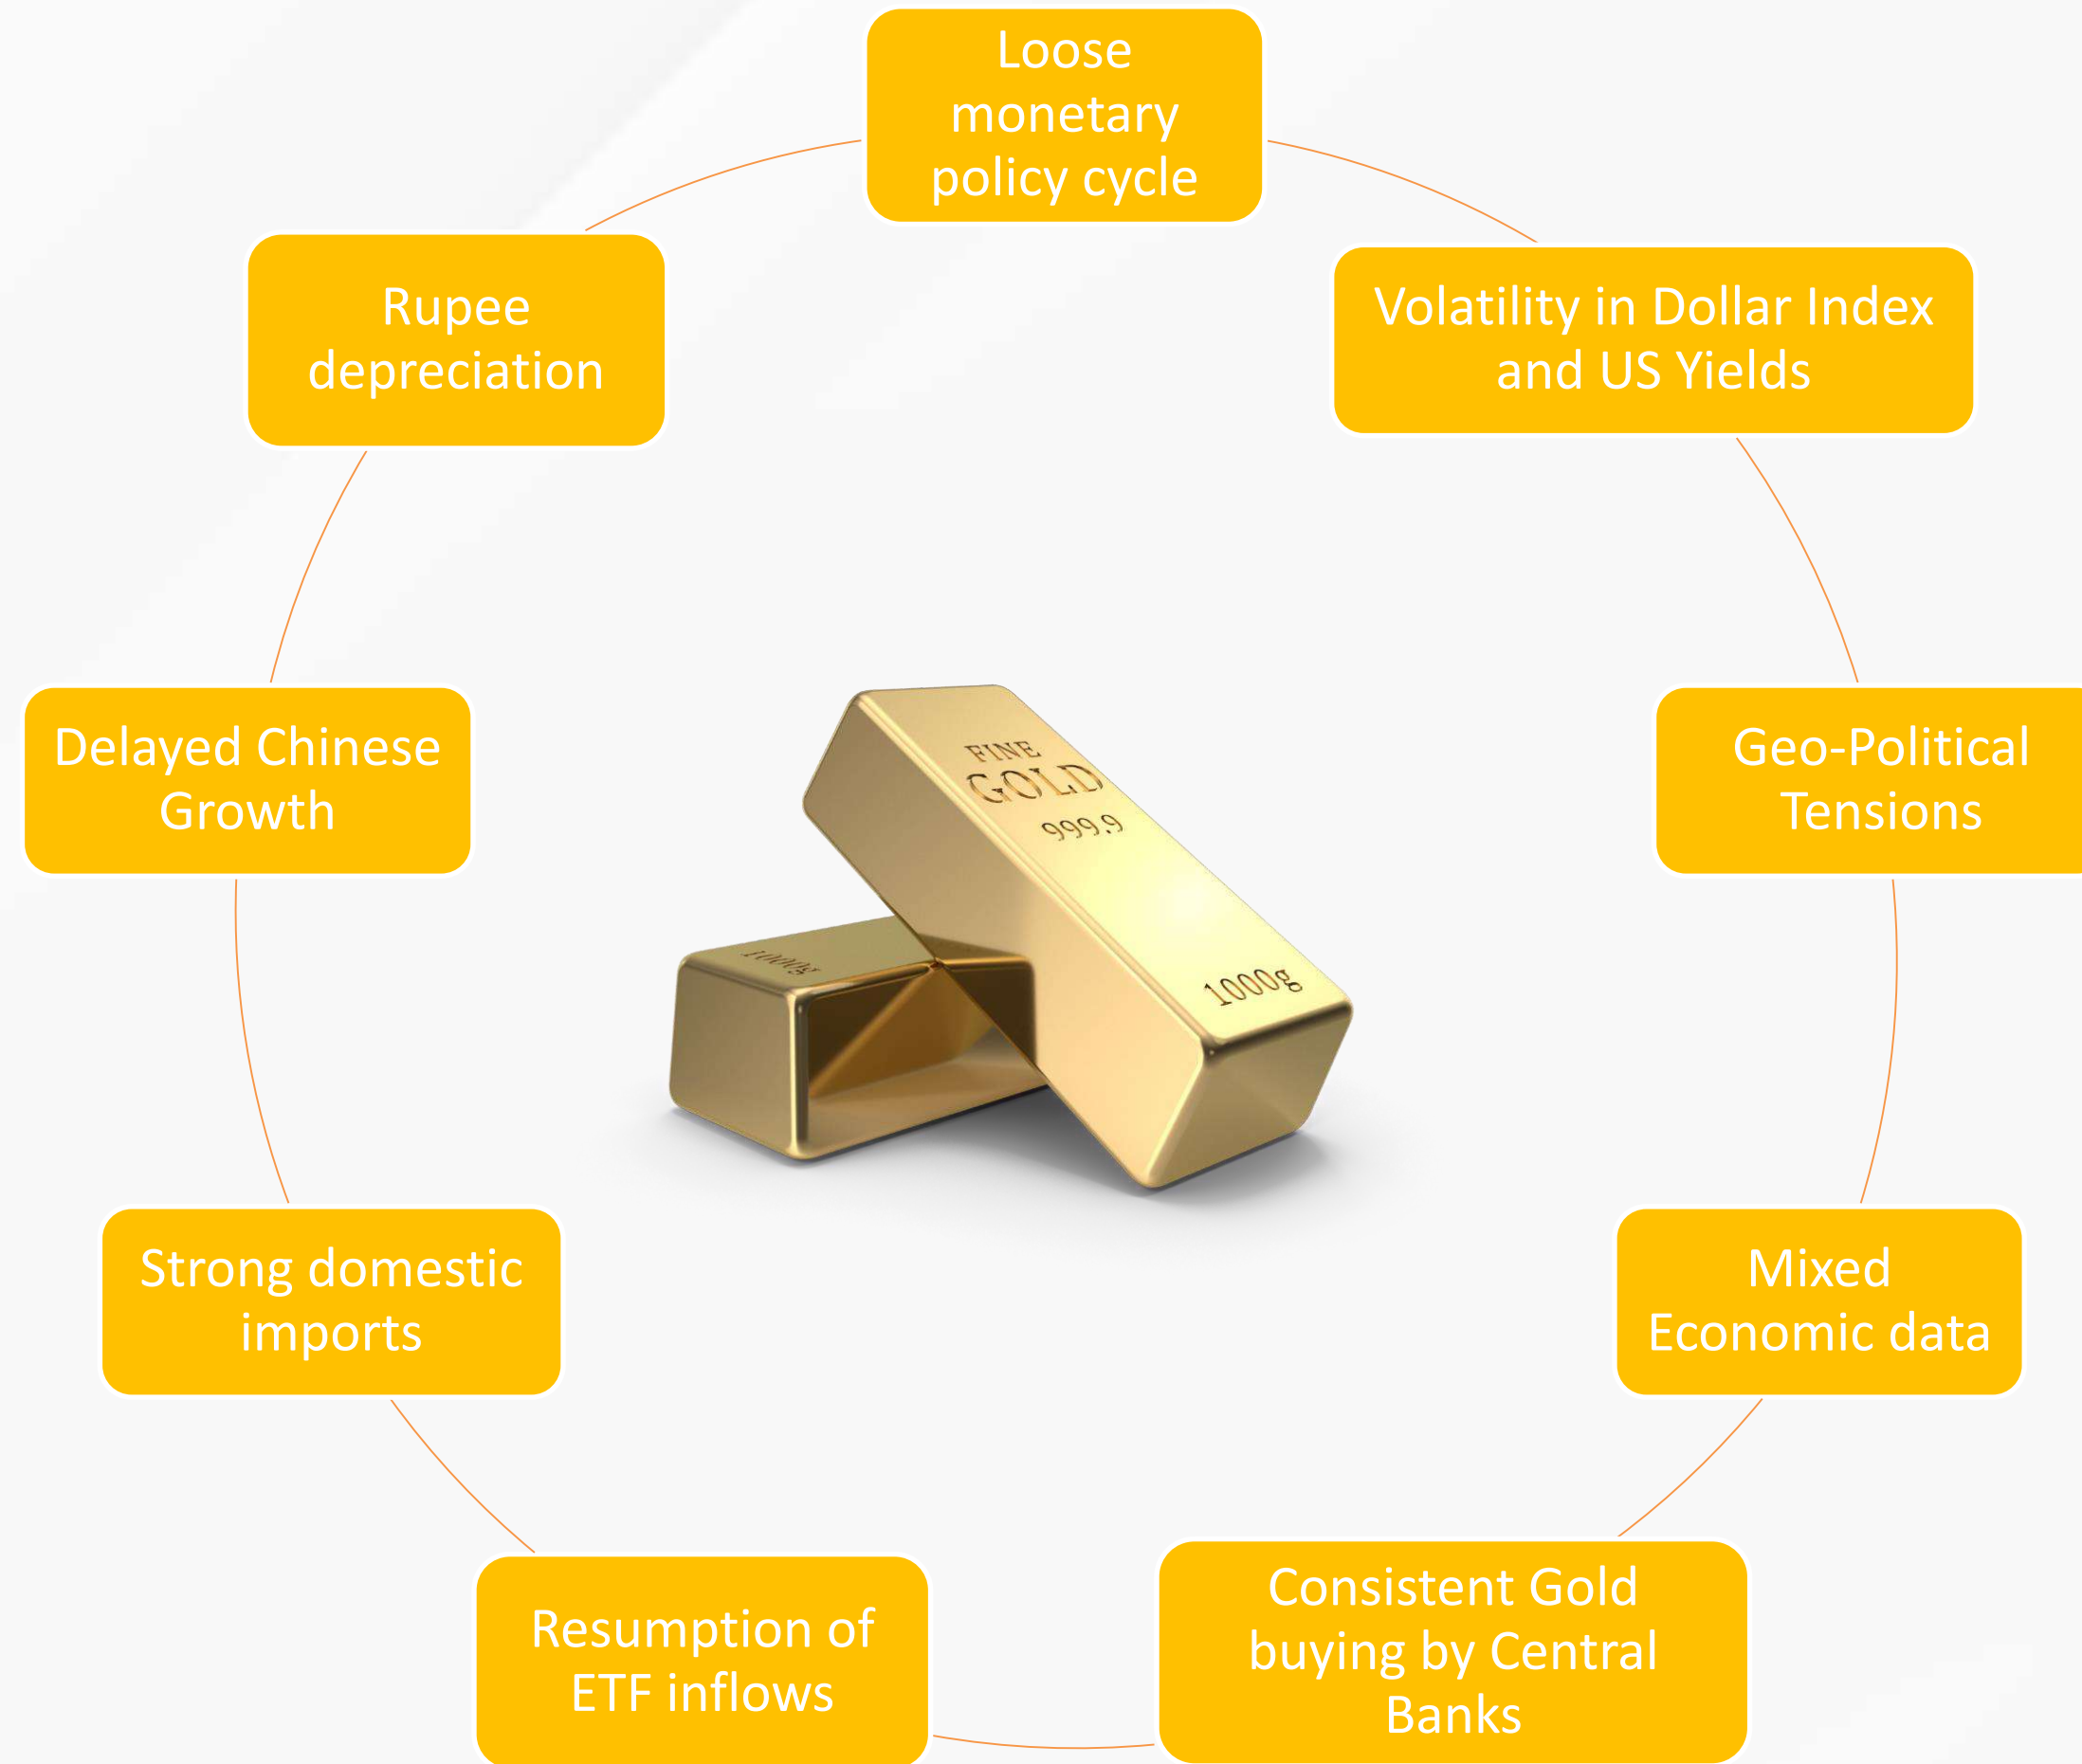 Loose
monetary
policy cycle
Volatility in Dollar Index
and US Yields
Geo-Political
Tensions
Mixed
Economic data
Consistent Gold
buying by Central
Banks
Resumption of
ETF inflows
Strong domestic
imports
Delayed Chinese
Growth
Rupee
depreciation
FINE
GOLD
999.9
1000g
1000g